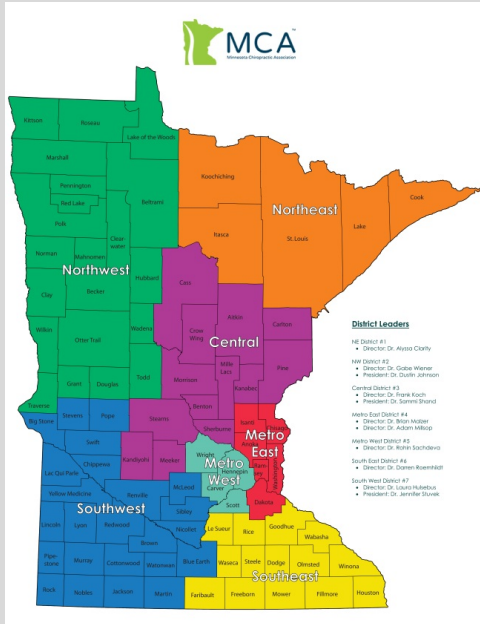 MCA
Minnesota Chiropractic Association
Kittson
Roseau
Lake of the Woods
Marshall
Koochiching
Pennington
Red Lake
Beltrami
Cook
Polk
Northeast
Itasca
St. Louis
Lake
Clear
water
Norman
Mahnomen
Northwest
Hubbard
Cass
Clay
Becker
Aitkin
Carlton
Wilkin
Otter Trail
Wadena
Crow
Wing
Central
Pine
Mille
Lacs
Grant
Douglas
Todd
Morrison
Kanabec
Traverse
Benton
Big Stone
Stevens
Pope
Stearns
Sherburne
Isanti
Metro
East
Swift
Kandiyohi
Meeker
Wright
Hennepin
Metro
West
Washington
Chippewa
Lac Qui Parle
McLeod
Carver
Yellow Medicine
Renville
Scott
Dakota
Southwest
Sibley
Lincoln
Lyon
Redwood
Nicollet
Le Sueur
Rice
Goodhue
Wabasha
Brown
Pipe-
stone
Murray
Cottonwood
Watonwan
Blue Earth
Waseca
Steele
Dodge
Olmsted
Winona
Southeast
Rock
Nobles
Jackson
Martin
Faribault
Freeborn
Mower
Fillmore
Houston
District Leaders
NE District #1
• Director: Dr. Alyssa Clarity
NW District #2
• Director: Dr. Gabe Wiener
• President: Dr. Dustin Johnson
Central District #3
• Director: Dr. Frank Koch
• President: Dr. Sammi Shand
Metro East District #4
• Director: Dr. Brian Malzer
• Director: Dr. Adam Millsop
Metro West District #5
• Director: Dr. Rohin Sachdeva
South East District #6
• Director: Dr. Darren Roemhildt
South West District #7
• Director: Dr. Laura Hulsebus
• President: Dr. Jennifer Stuvek